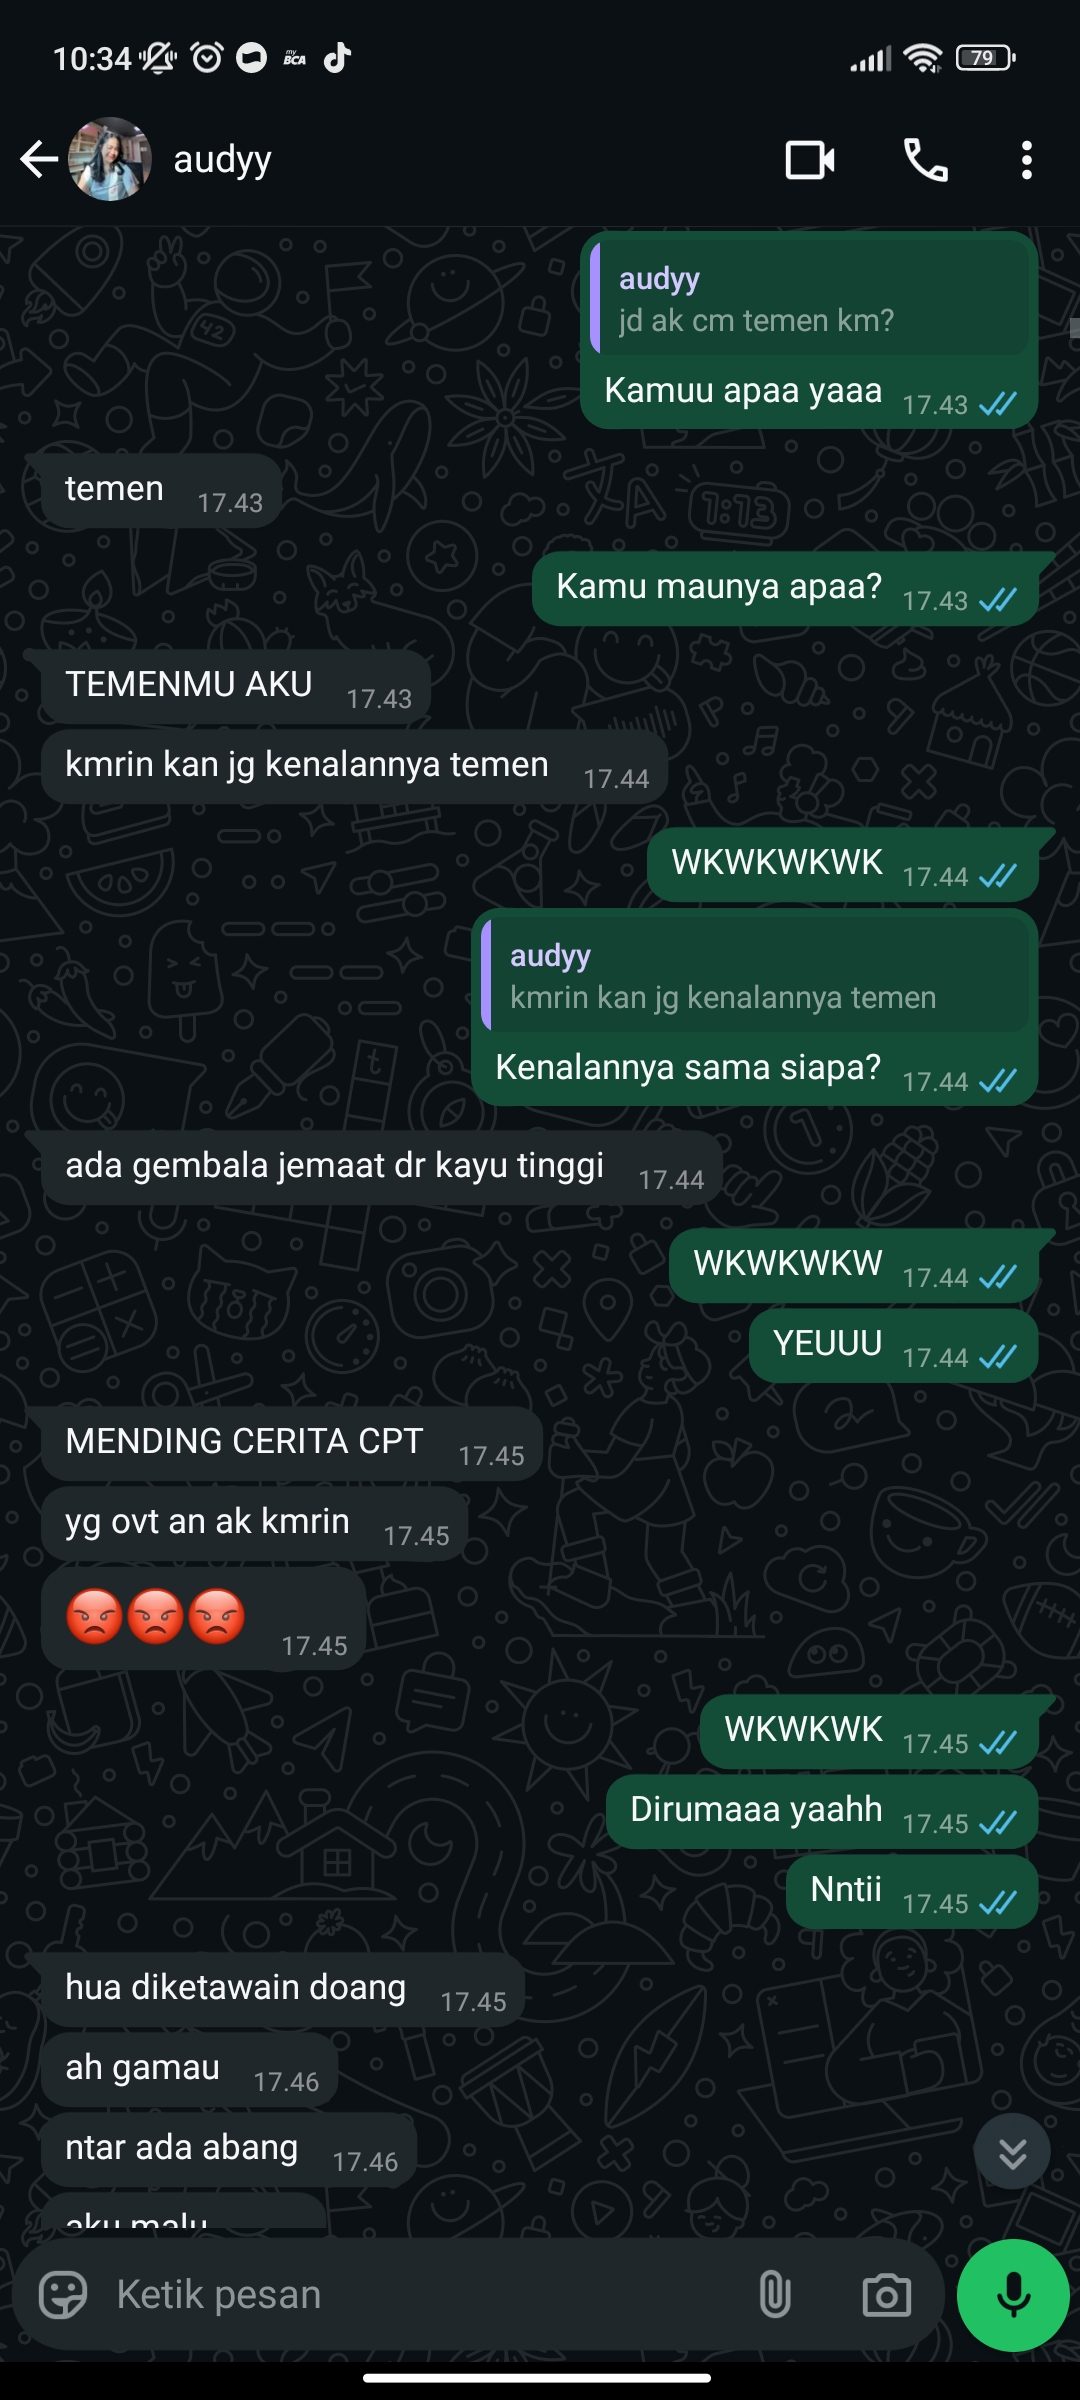 10:34
my
BCA
79
audyy
audyy
jd ak cm temen km?
Kamuu apaa yaaa 17.43
temen 17.43
Kamu maunya apaa? 17.43
TEMENMU AKU 17.43
kmrin kan jg kenalannya temen 17.44
WKWKWKWK 17.44
audyy
kmrin kan jg kenalannya temen
Kenalannya sama siapa? 17.44
ada gembala jemaat dr kayu tinggi 17.44
WKWKWKW 17.44
YEUUU 17.44
MENDING CERITA CPT 17.45
yg ovt an ak kmrin 17.45
😡😡😡 17.45
WKWKWK 17.45
Dirumaaa yaahh 17.45
Nntii 17.45
hua diketawain doang 17.45
ah gamau 17.46
ntar ada abang 17.46
aku malu
Ketik pesan